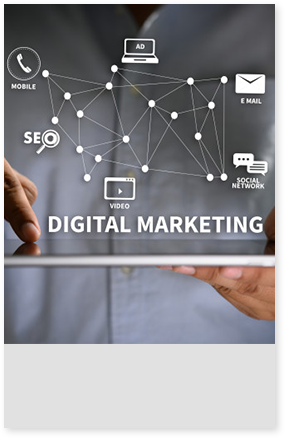 AD
MOBILE
E MAIL
SEO
SOCIAL
NETWORK
VIDEO
DIGITAL MARKETING